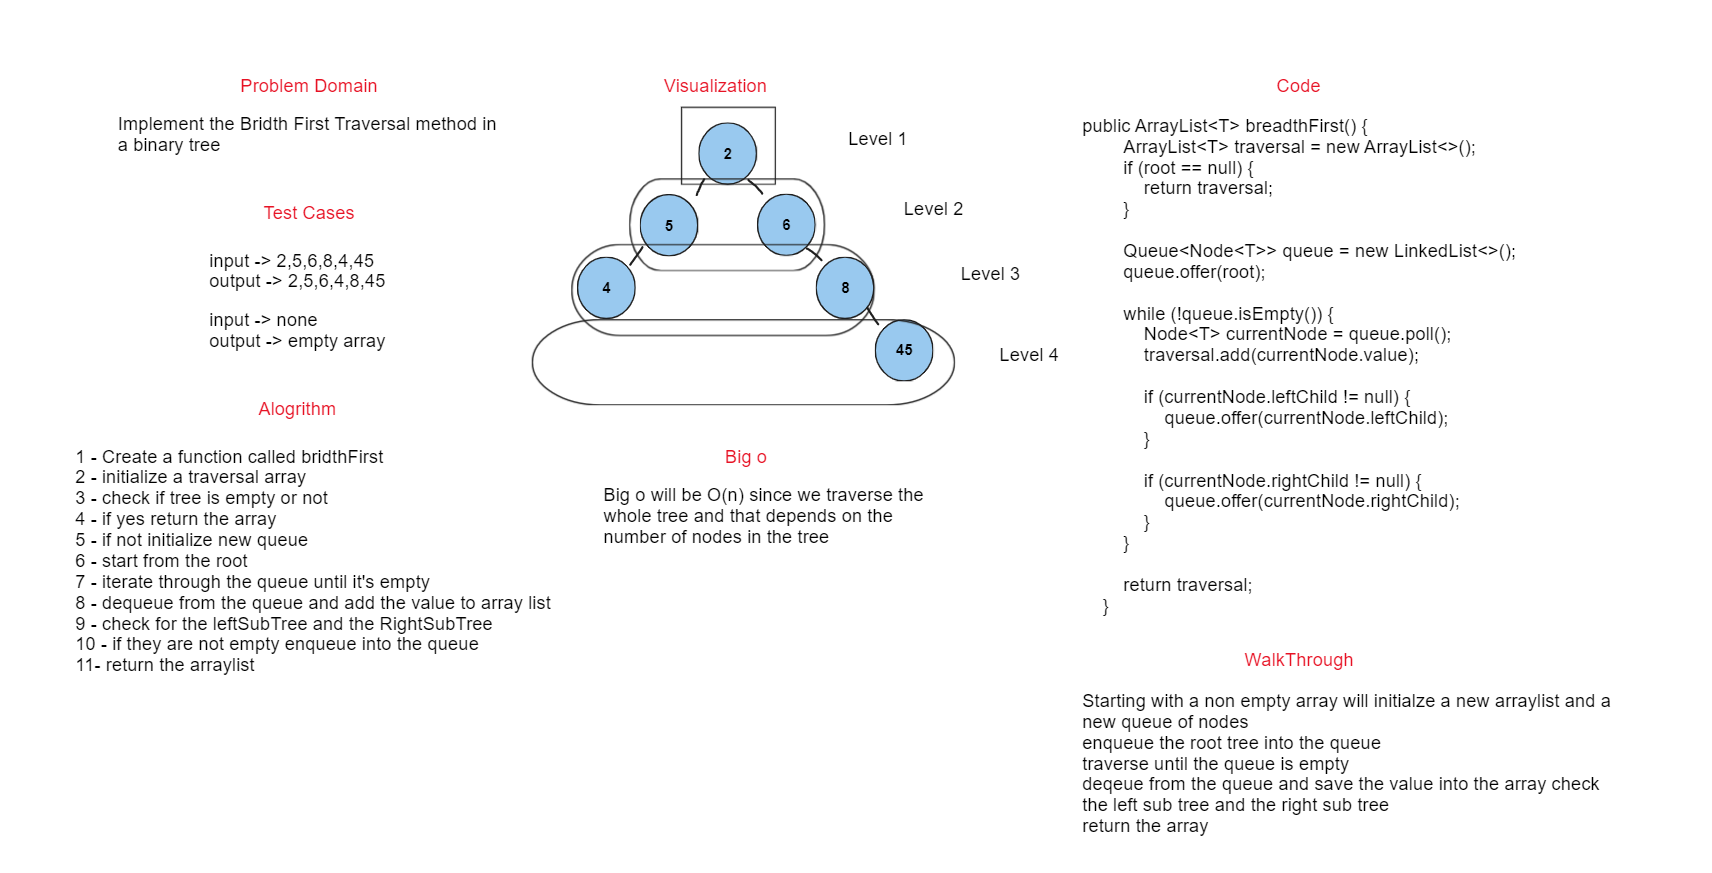 Problem Domain
Implement the Bridth First Traversal method in
a binary tree
Test Cases
input -> 2,5,6,8,4,45
output -> 2,5,6,4,8,45
input -> none
output -> empty array
Alogrithm
1 - Create a function called bridthFirst
2 - initialize a traversal array
3 - check if tree is empty or not
4 - if yes return the array
5 - if not initialize new queue
6 - start from the root
7 - iterate through the queue until it's empty
8 - dequeue from the queue and add the value to array list
9 - check for the leftSubTree and the RightSubTree
10 - if they are not empty enqueue into the queue
11- return the arraylist
Visualization
2
Level 1
5
6
Level 2
4
8
Level 3
45
Level 4
Big o
Big o will be O(n) since we traverse the
whole tree and that depends on the
number of nodes in the tree
Code
public ArrayList<T> breadthFirst() {
ArrayList<T> traversal = new ArrayList<>();
if (root == null) {
return traversal;
}
Queue<Node<T>> queue = new LinkedList<>();
queue.offer(root);
while (!queue.isEmpty()) {
Node<T> currentNode = queue.poll();
traversal.add(currentNode.value);
if (currentNode.leftChild != null) {
queue.offer(currentNode.leftChild);
}
if (currentNode.rightChild != null) {
queue.offer(currentNode.rightChild);
}
}
return traversal;
}
WalkThrough
Starting with a non empty array will initialze a new arraylist and a
new queue of nodes
enqueue the root tree into the queue
traverse until the queue is empty
deqeue from the queue and save the value into the array check
the left sub tree and the right sub tree
return the array